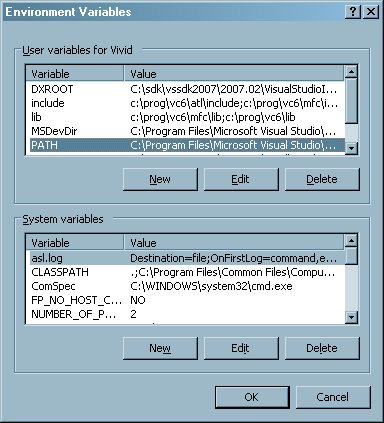 Environment Variables
User variables for Vivid
Variable Value
DXROOT C:\sdk\vssdk2007\2007.02\VisualStudioI...
include c:\prog\vc6\atl\include;c:\prog\vc6\mfc\i...
lib c:\prog\vc6\mfc\lib;c:\prog\vc6\lib
MSDevDir C:\Program Files\Microsoft Visual Studio\...
PATH C:\Program Files\Microsoft Visual Studio\...
New Edit Delete
System variables
Variable Value
asl.log Destination=file;OnFirstLog=command,e...
CLASSPATH .;C:\Program Files\Common Files\Compu...
ComSpec C:\WINDOWS\system32\cmd.exe
FP_NO_HOST_C... NO
NUMBER_OF_P... 2
New Edit Delete
OK Cancel